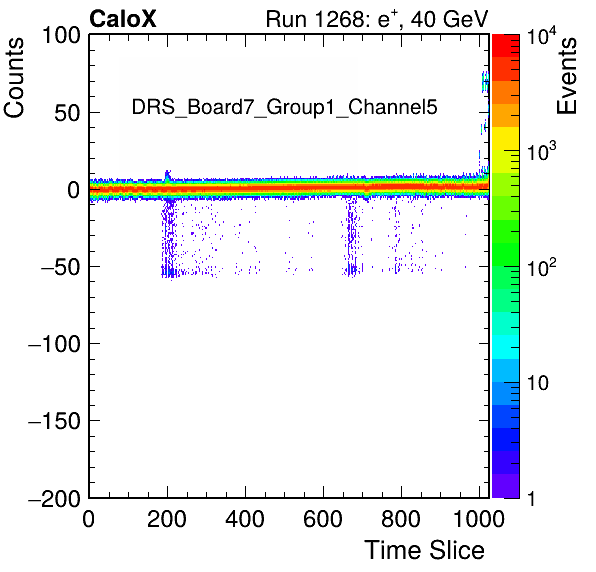 CaloX Run 1268: e⁺, 40 GeV
Counts
Events
DRS_Board7_Group1_Channel5
100
50
0
−50
−100
−150
−200
0 200 400 600 800 1000
Time Slice
10⁴
10³
10²
10
1